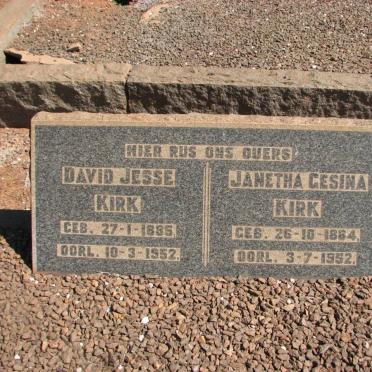 HIER RUS ONS OUERS
DAVID JESSE
KIRK
GEB. 27-1-1885.
OORL. 10-3-1952.
JANETHA GESINA
KIRK
GEB. 26-10-1884.
OORL. 3-7-1952.